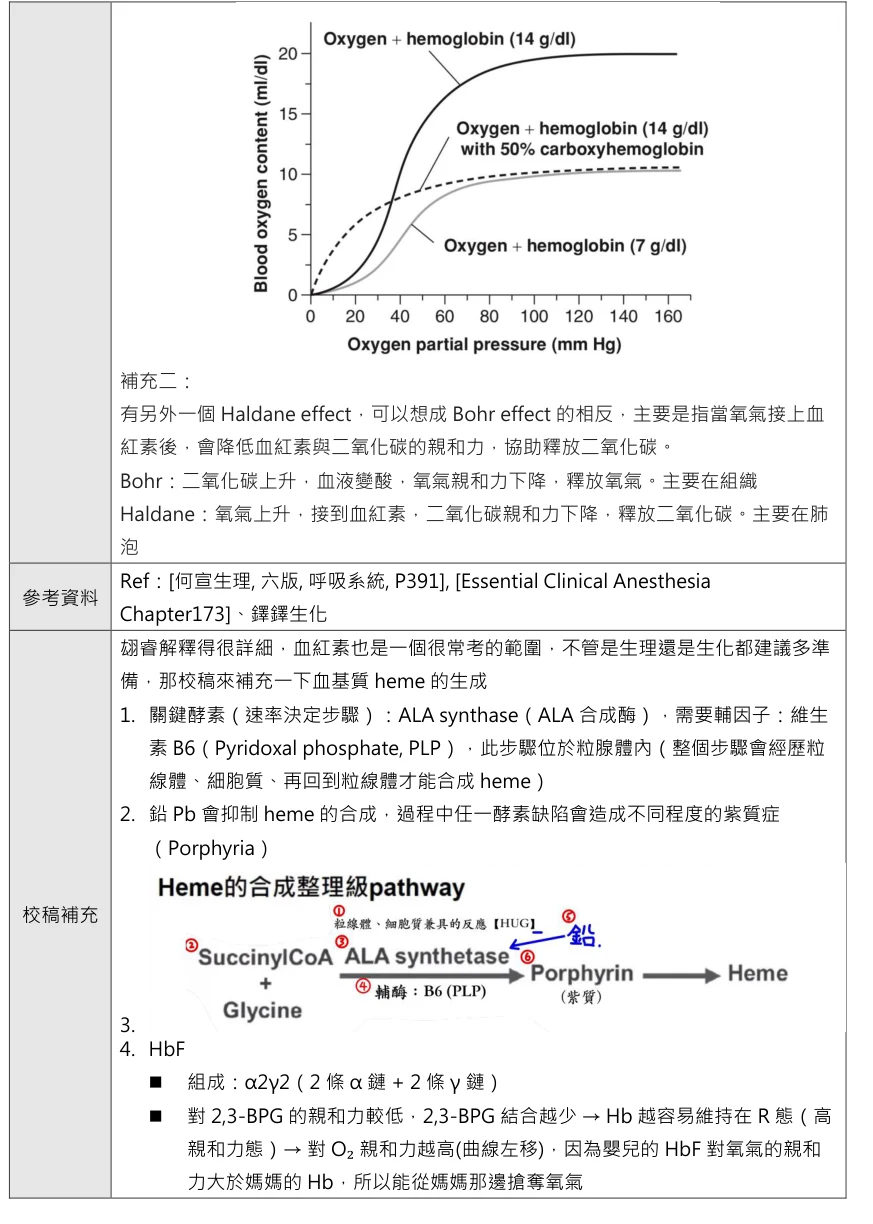 Oxygen + hemoglobin (14 g/dl)
20
15
10
5
0
Blood oxygen content (ml/dl)
Oxygen + hemoglobin (14 g/dl)
with 50% carboxyhemoglobin
Oxygen + hemoglobin (7 g/dl)
0 20 40 60 80 100 120 140 160
Oxygen partial pressure (mm Hg)
補充二：
有另外一個 Haldane effect，可以想成 Bohr effect 的相反，主要是指當氧氣接上血
紅素後，會降低血紅素與二氧化碳的親和力，協助釋放二氧化碳。
Bohr：二氧化碳上升，血液變酸，氧氣親和力下降，釋放氧氣。主要在組織
Haldane：氧氣上升，接到血紅素，二氧化碳親和力下降，釋放二氧化碳。主要在肺
泡
參考資料
Ref：[何宣生理, 六版, 呼吸系統, P391], [Essential Clinical Anesthesia
Chapter173]、鐸鐸生化
校稿補充
翃睿解釋得很詳細，血紅素也是一個很常考的範圍，不管是生理還是生化都建議多準
備，那校稿來補充一下血基質 heme 的生成
1. 關鍵酵素（速率決定步驟）：ALA synthase（ALA 合成酶），需要輔因子：維生
素 B6（Pyridoxal phosphate, PLP），此步驟位於粒腺體內（整個步驟會經歷粒
線體、細胞質、再回到粒線體才能合成 heme）
2. 鉛 Pb 會抑制 heme 的合成，過程中任一酵素缺陷會造成不同程度的紫質症
（Porphyria）
Heme的合成整理級pathway
①
粒線體、細胞質兼具的反應【HUG】
⑤ 鉛.
② SuccinylCoA ③ ALA synthetase −
+
Glycine
④ 輔酶：B6 (PLP)
⑥ Porphyrin
(紫質)
Heme
3.
4. HbF
■ 組成：α2γ2（2 條 α 鏈 + 2 條 γ 鏈）
■ 對 2,3-BPG 的親和力較低，2,3-BPG 結合越少 → Hb 越容易維持在 R 態（高
親和力態）→ 對 O₂ 親和力越高(曲線左移)，因為嬰兒的 HbF 對氧氣的親和
力大於媽媽的 Hb，所以能從媽媽那邊搶奪氧氣